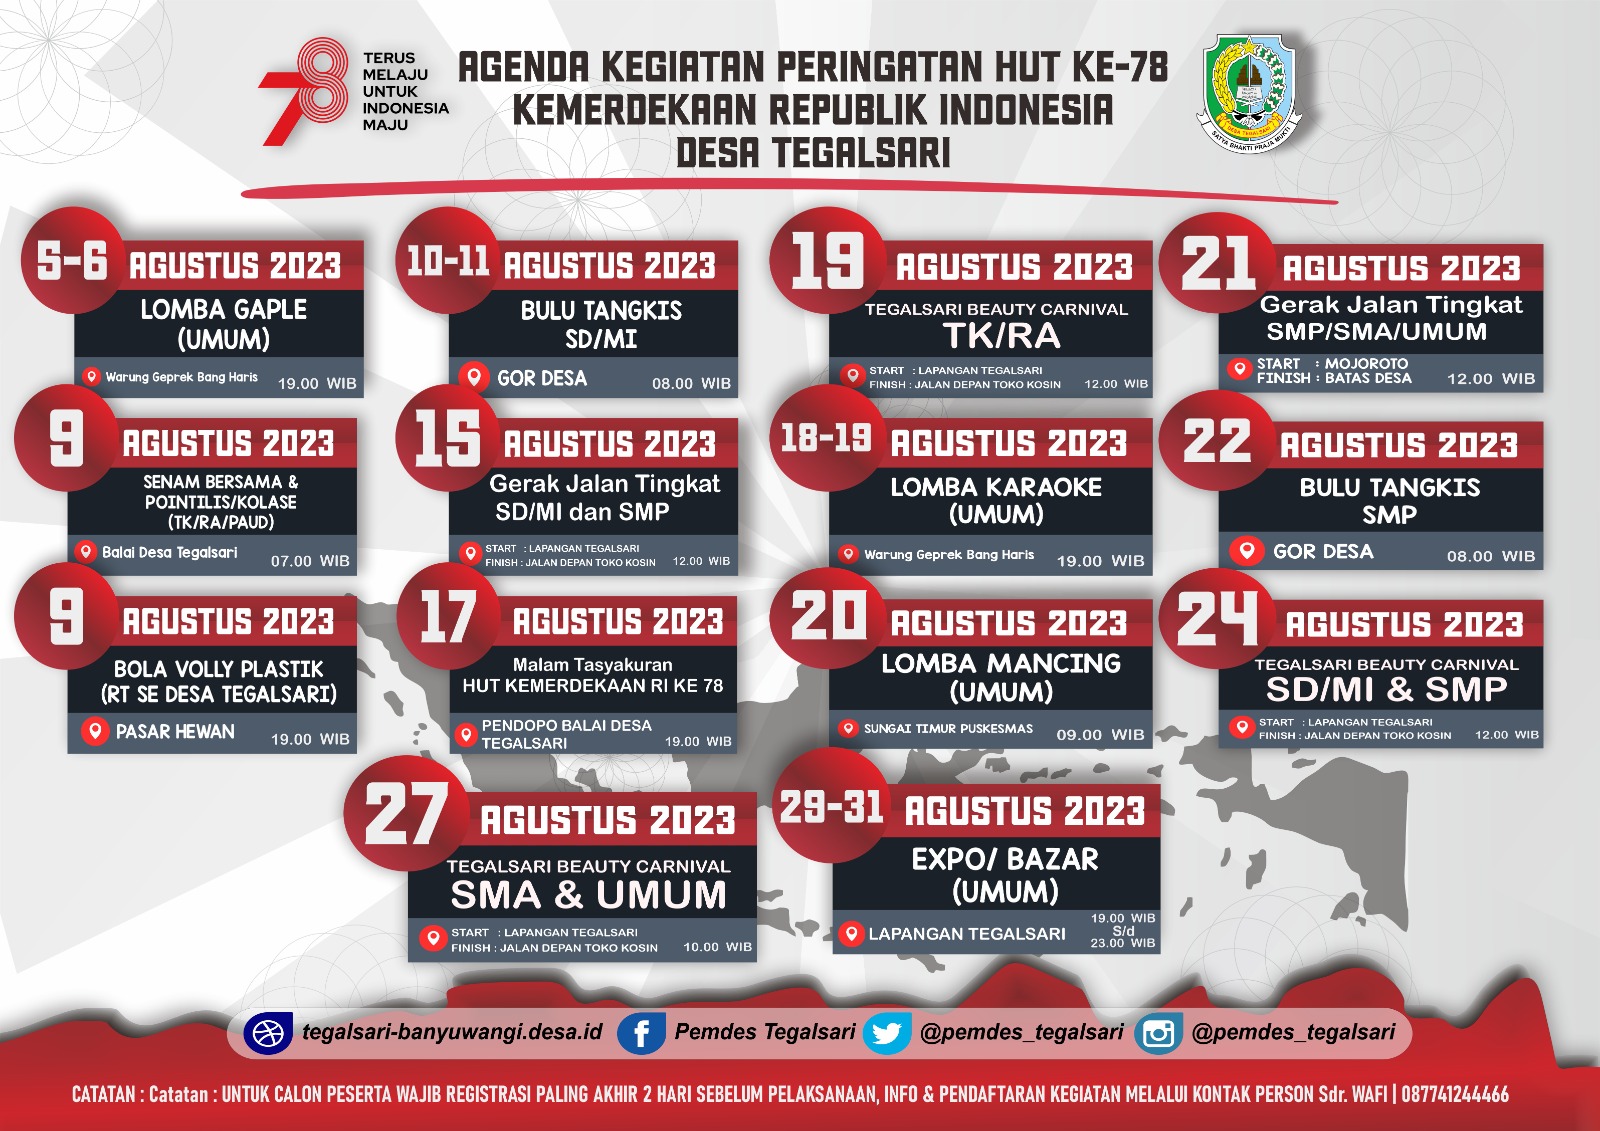 TERUS
MELAJU
UNTUK
INDONESIA
MAJU
AGENDA KEGIATAN PERINGATAN HUT KE-78
KEMERDEKAAN REPUBLIK INDONESIA
DESA TEGALSARI
DESA TEGALSARI
SATYA BHAKTI PRAJA MUKTI
5-6 AGUSTUS 2023
LOMBA GAPLE
(UMUM)
Warung Geprek Bang Haris 19.00 WIB
9 AGUSTUS 2023
SENAM BERSAMA &
POINTILIS/KOLASE
(TK/RA/PAUD)
Balai Desa Tegalsari 07.00 WIB
9 AGUSTUS 2023
BOLA VOLLY PLASTIK
(RT SE DESA TEGALSARI)
PASAR HEWAN 19.00 WIB
10-11 AGUSTUS 2023
BULU TANGKIS
SD/MI
GOR DESA 08.00 WIB
15 AGUSTUS 2023
Gerak Jalan Tingkat
SD/MI dan SMP
START : LAPANGAN TEGALSARI
FINISH : JALAN DEPAN TOKO KOSIN 12.00 WIB
17 AGUSTUS 2023
Malam Tasyakuran
HUT KEMERDEKAAN RI KE 78
PENDOPO BALAI DESA
TEGALSARI 19.00 WIB
19 AGUSTUS 2023
TEGALSARI BEAUTY CARNIVAL
TK/RA
START : LAPANGAN TEGALSARI
FINISH : JALAN DEPAN TOKO KOSIN 12.00 WIB
18-19 AGUSTUS 2023
LOMBA KARAOKE
(UMUM)
Warung Geprek Bang Haris 19.00 WIB
20 AGUSTUS 2023
LOMBA MANCING
(UMUM)
SUNGAI TIMUR PUSKESMAS 09.00 WIB
21 AGUSTUS 2023
Gerak Jalan Tingkat
SMP/SMA/UMUM
START : MOJOROTO
FINISH : BATAS DESA 12.00 WIB
22 AGUSTUS 2023
BULU TANGKIS
SMP
GOR DESA 08.00 WIB
24 AGUSTUS 2023
TEGALSARI BEAUTY CARNIVAL
SD/MI & SMP
START : LAPANGAN TEGALSARI
FINISH : JALAN DEPAN TOKO KOSIN 12.00 WIB
27 AGUSTUS 2023
TEGALSARI BEAUTY CARNIVAL
SMA & UMUM
START : LAPANGAN TEGALSARI
FINISH : JALAN DEPAN TOKO KOSIN 10.00 WIB
29-31 AGUSTUS 2023
EXPO/ BAZAR
(UMUM)
LAPANGAN TEGALSARI
19.00 WIB
S/d
23.00 WIB
tegalsari-banyuwangi.desa.id Pemdes Tegalsari @pemdes_tegalsari @pemdes_tegalsari
CATATAN : Catatan : UNTUK CALON PESERTA WAJIB REGISTRASI PALING AKHIR 2 HARI SEBELUM PELAKSANAAN, INFO & PENDAFTARAN KEGIATAN MELALUI KONTAK PERSON Sdr. WAFI | 087741244466